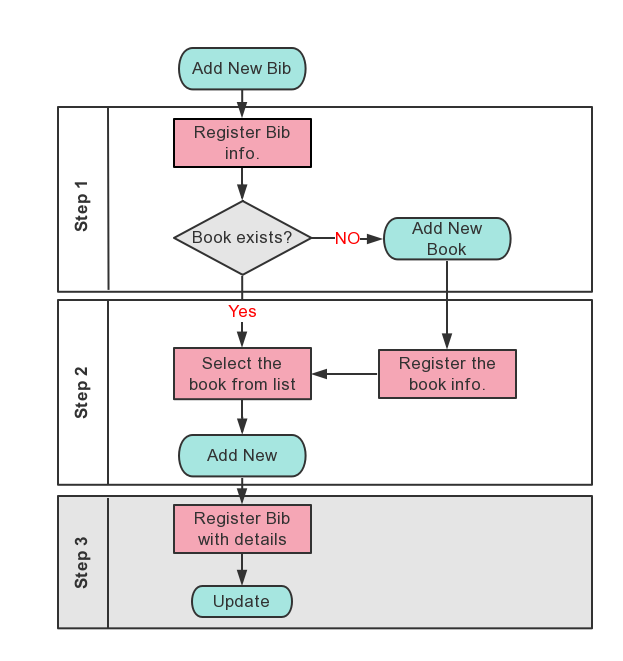 Add New Bib
Step 1
Register Bib
info.
Book exists?
NO
Add New
Book
Yes
Step 2
Select the
book from list
Register the
book info.
Add New
Step 3
Register Bib
with details
Update